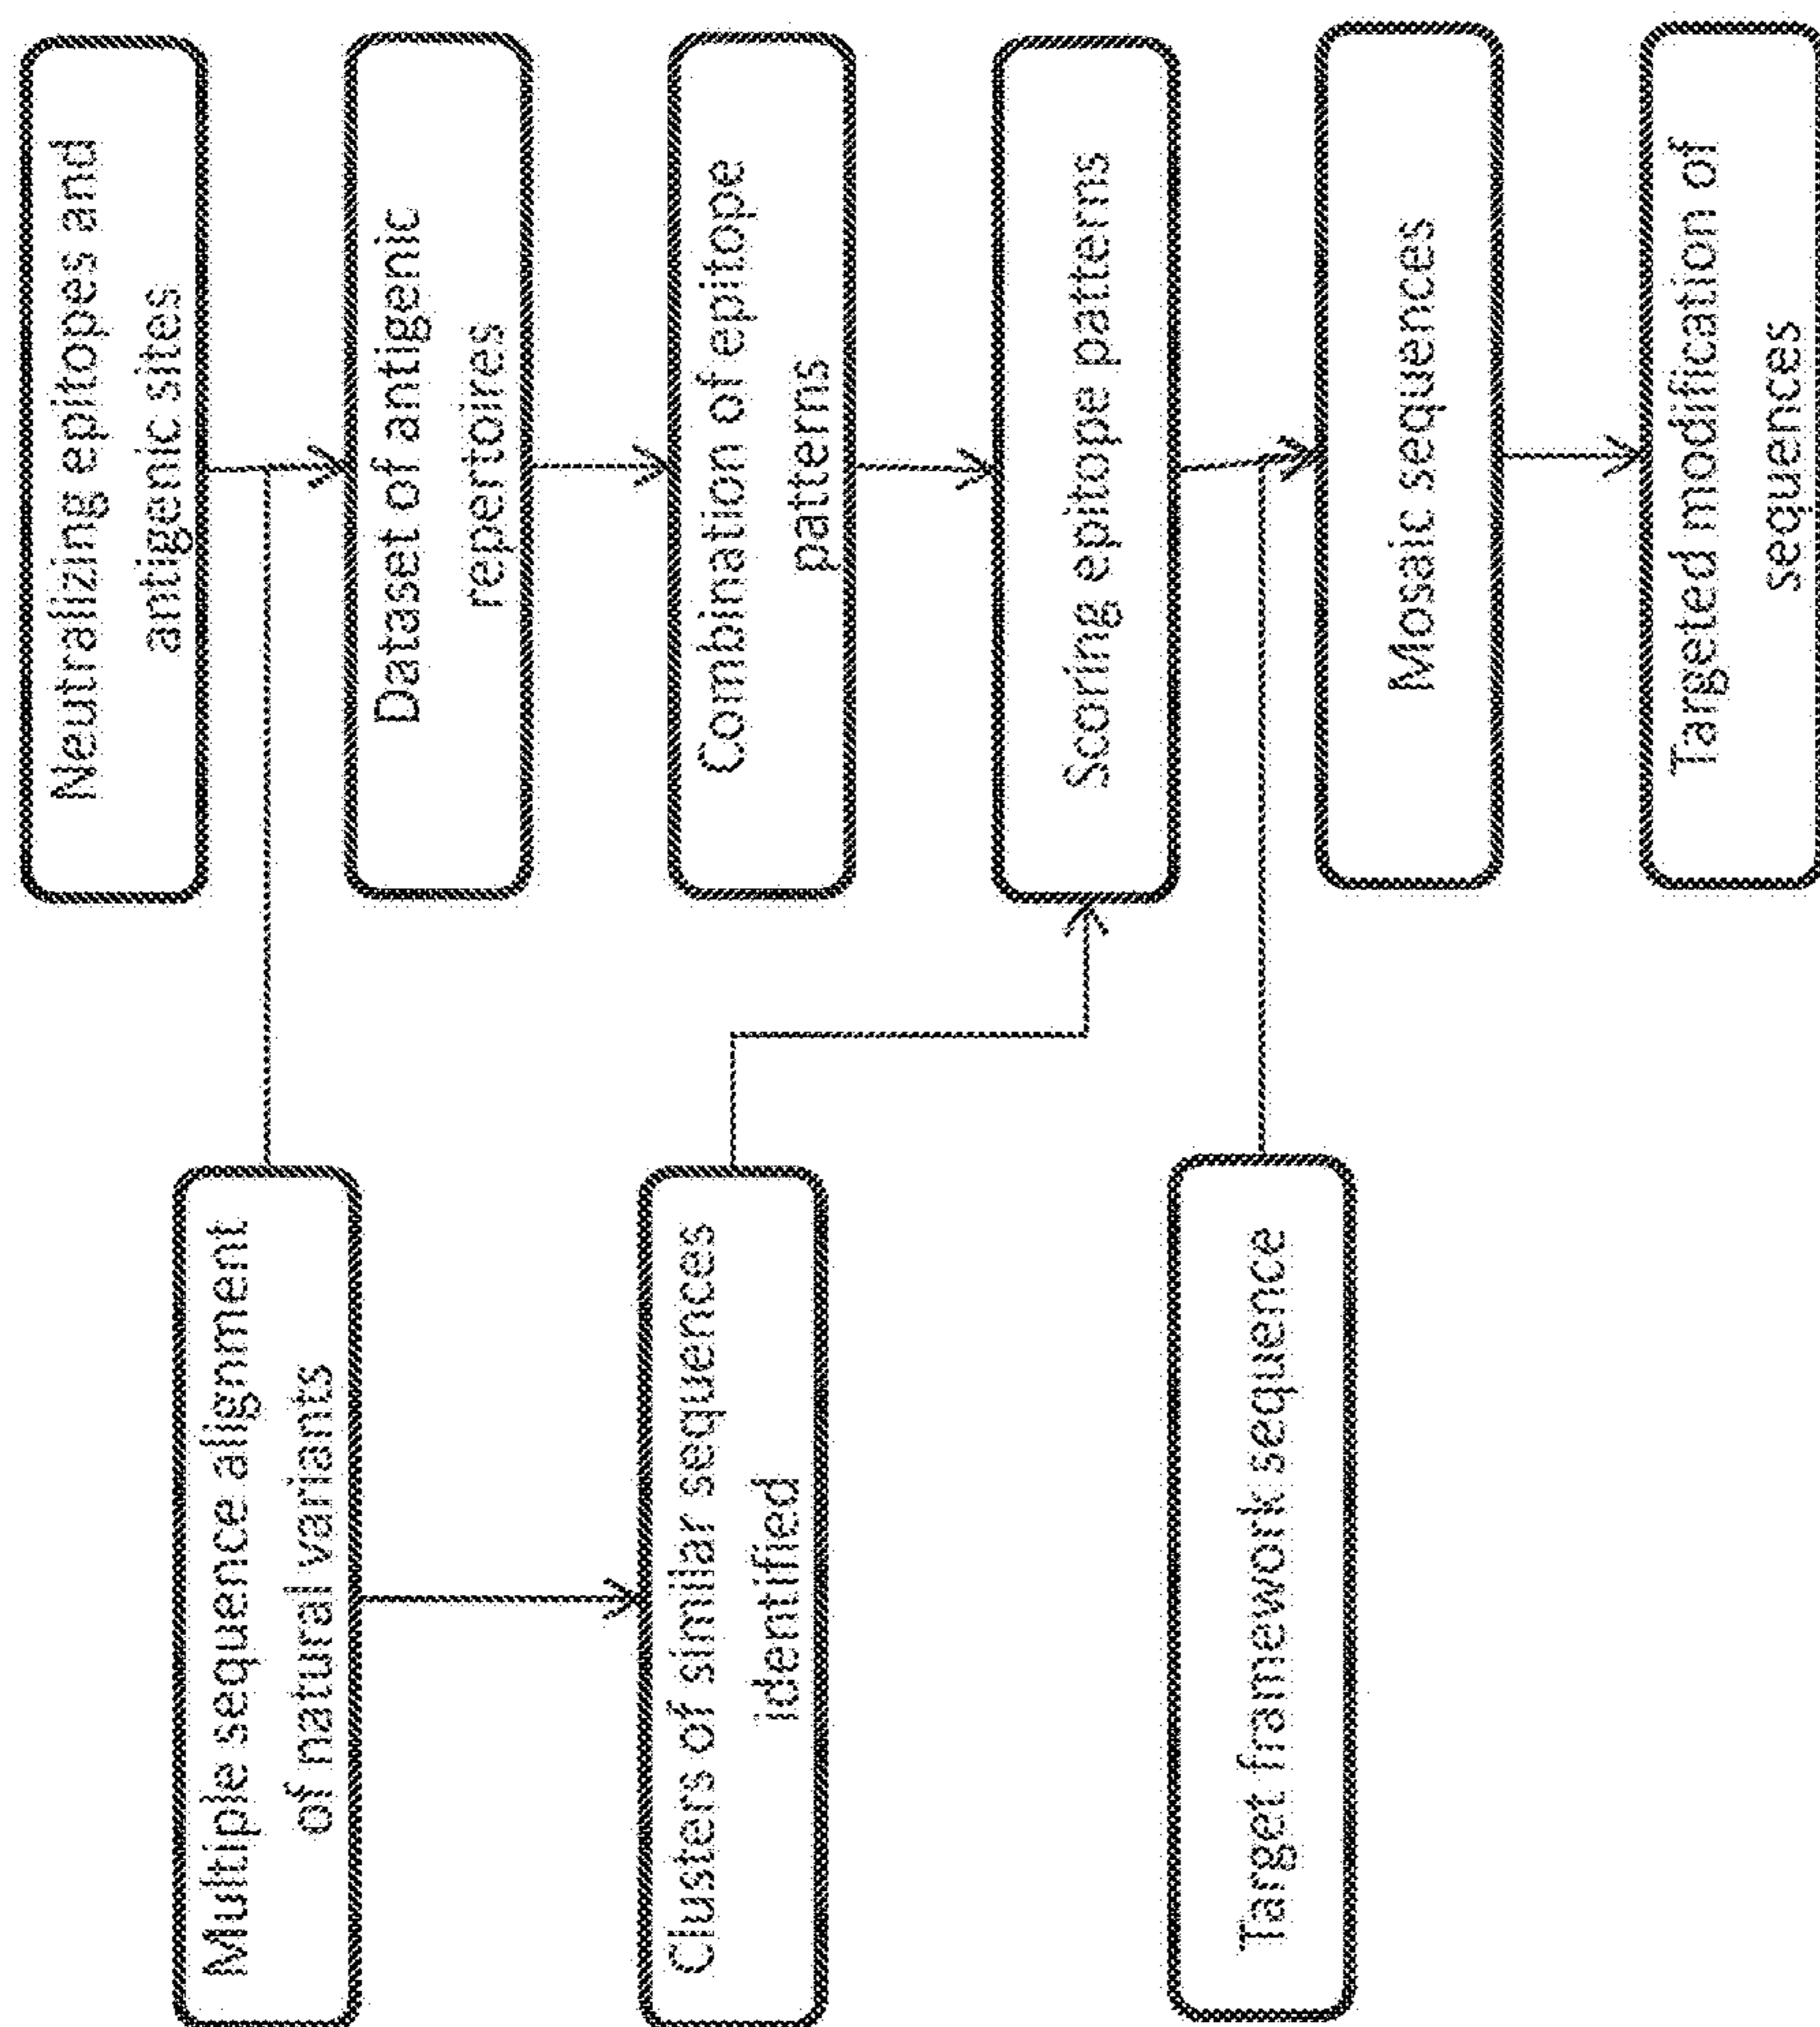 Neutralizing epitopes and
antigenic sites
Multiple sequence alignment
of natural variants
Dataset of antigenic
repertoires
Clusters of similar sequences
identified
Combination of epitope
patterns
Scoring epitope patterns
Target framework sequence
Mosaic sequences
Targeted modification of
sequences